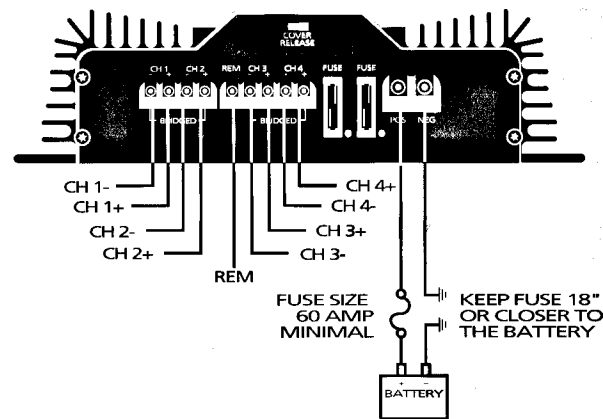 COVER
RELEASE
- CH 1 + - CH 2 + REM - CH 3 + - CH 4 + FUSE FUSE
BRIDGED BRIDGED POS NEG
CH 1-
CH 1+
CH 2-
CH 2+
REM
CH 4+
CH 4-
CH 3+
CH 3-
FUSE SIZE
60 AMP
MINIMAL
KEEP FUSE 18"
OR CLOSER TO
THE BATTERY
+ -
BATTERY